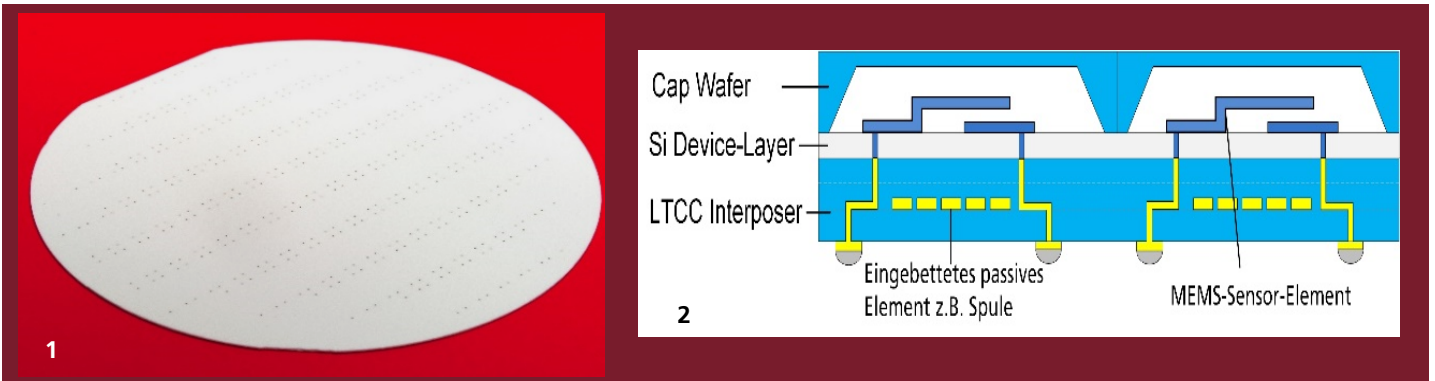 1
Cap Wafer
Si Device-Layer
LTCC Interposer
Eingebettetes passives
Element z.B. Spule
MEMS-Sensor-Element
2